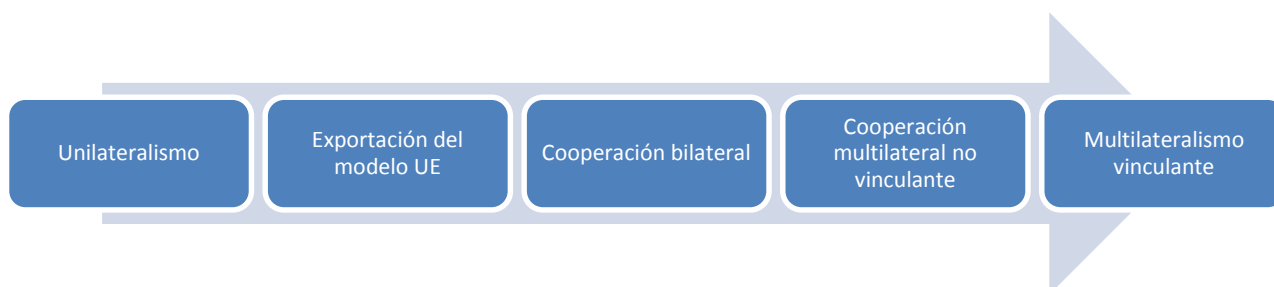 Unilateralismo
Exportación del
modelo UE
Cooperación bilateral
Cooperación
multilateral no
vinculante
Multilateralismo
vinculante